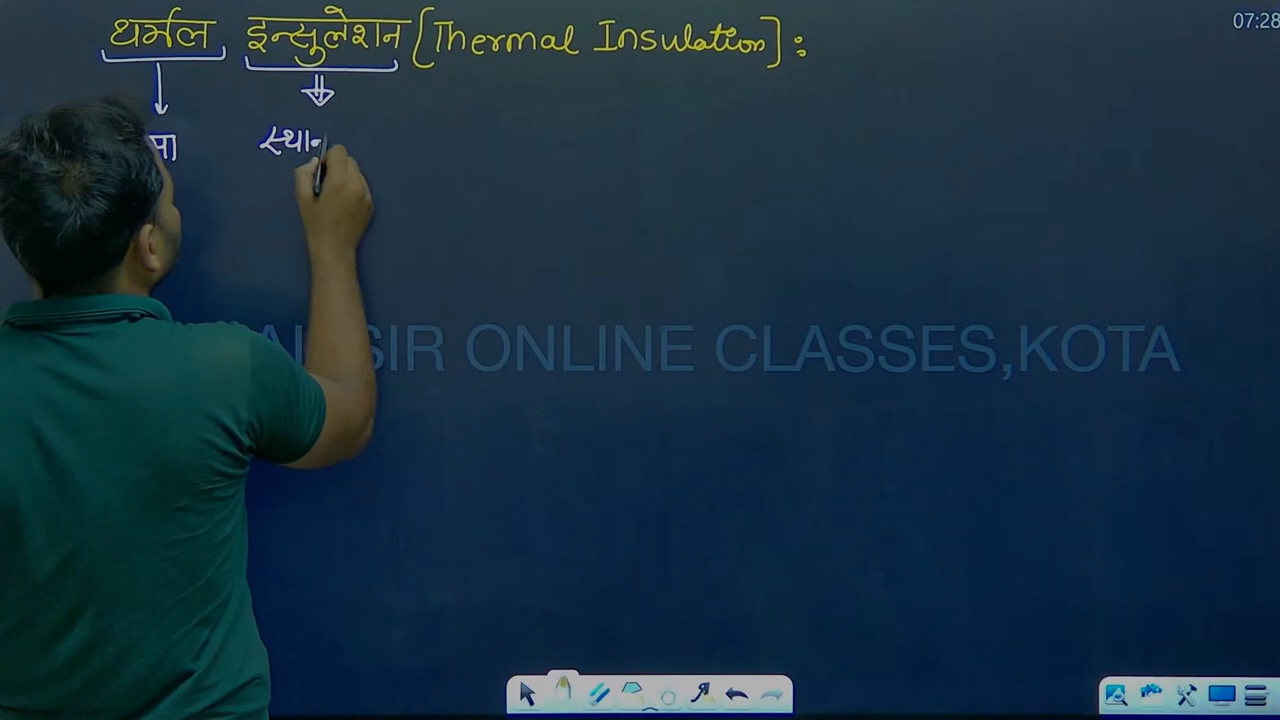 थर्मल इन्सुलेशन [Thermal Insulation]:
07:28
स्थान
SIR ONLINE CLASSES,KOTA